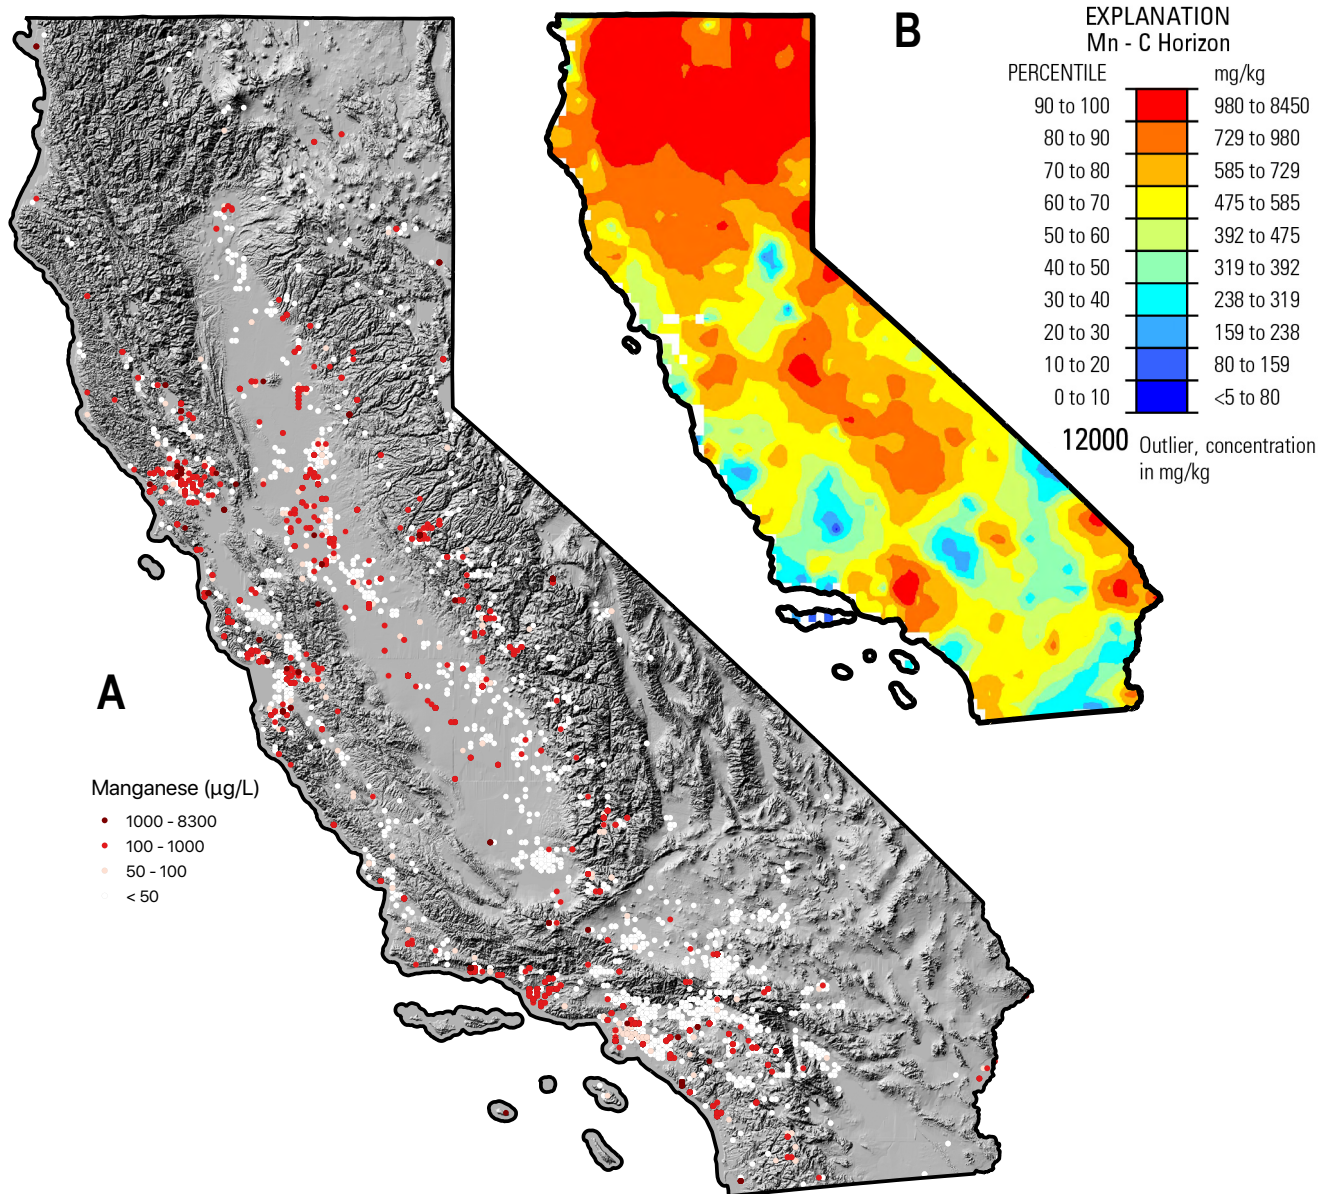 B
EXPLANATION
Mn - C Horizon
PERCENTILE mg/kg
90 to 100 980 to 8450
80 to 90 729 to 980
70 to 80 585 to 729
60 to 70 475 to 585
50 to 60 392 to 475
40 to 50 319 to 392
30 to 40 238 to 319
20 to 30 159 to 238
10 to 20 80 to 159
0 to 10 <5 to 80
12000 Outlier, concentration
in mg/kg
A
Manganese (µg/L)
1000 - 8300
100 - 1000
50 - 100
< 50